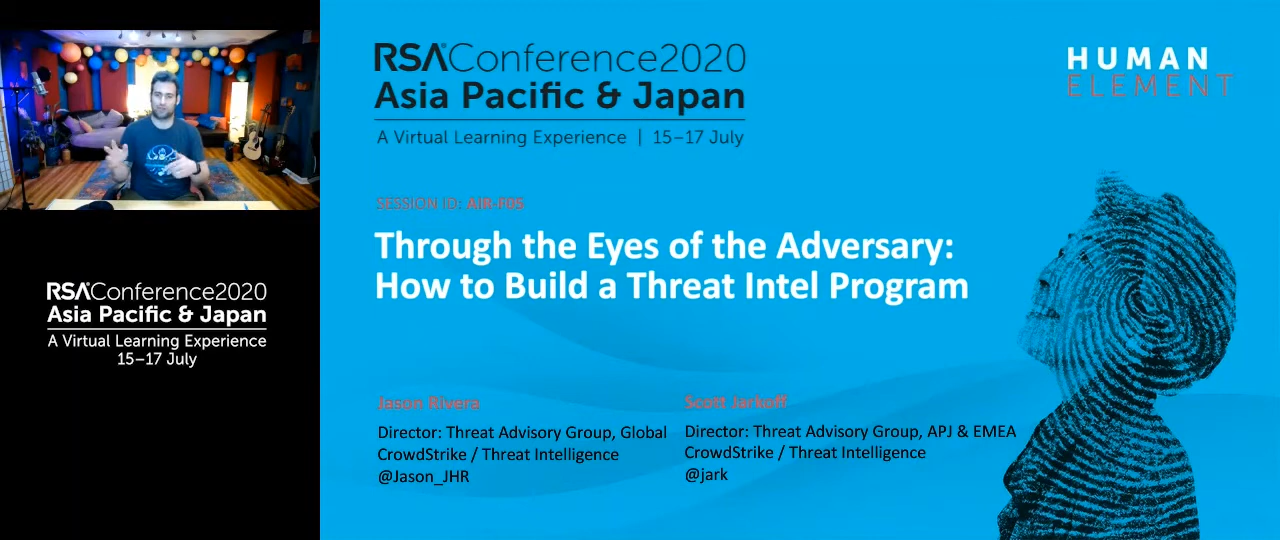 RSAConference2020
Asia Pacific & Japan
A Virtual Learning Experience | 15–17 July
HUMAN
ELEMENT
SESSION ID: AIR-F05
Through the Eyes of the Adversary:
How to Build a Threat Intel Program
Jason Rivera
Director: Threat Advisory Group, Global
CrowdStrike / Threat Intelligence
@Jason_JHR
Scott Jarkoff
Director: Threat Advisory Group, APJ & EMEA
CrowdStrike / Threat Intelligence
@jark
RSAConference2020
Asia Pacific & Japan
A Virtual Learning Experience
15–17 July